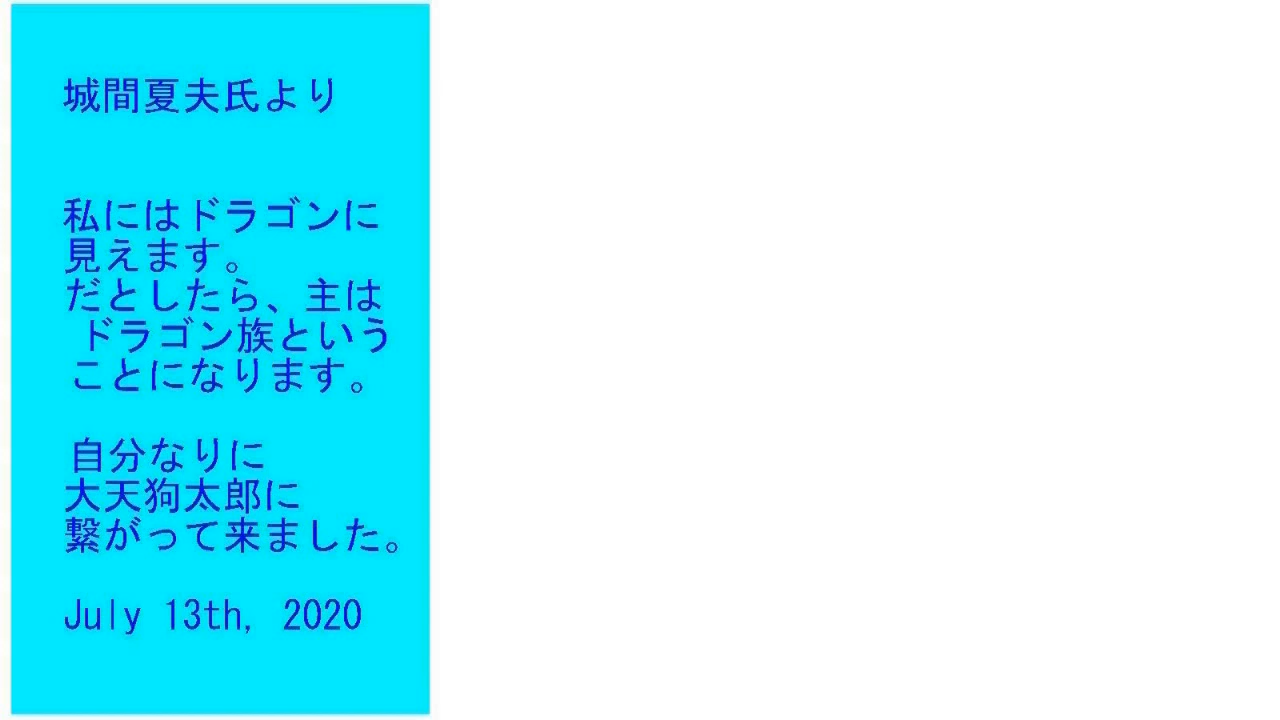 城間夏夫氏より
私にはドラゴンに
見えます。
だとしたら、主は
ドラゴン族という
ことになります。
自分なりに
大天狗太郎に
繋がって来ました。
July 13th, 2020